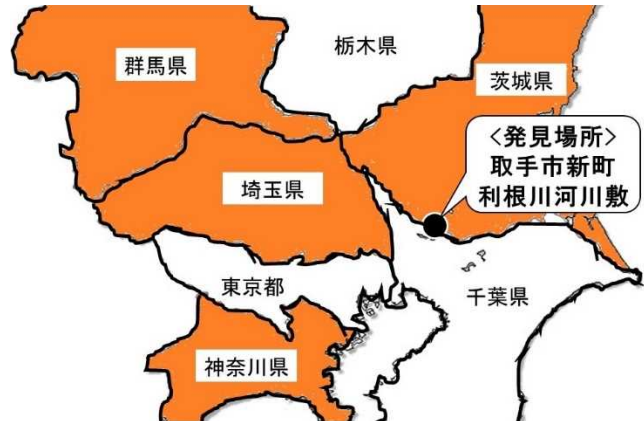 栃木県
群馬県
茨城県
<発見場所>
取手市新町
利根川河川敷
埼玉県
東京都
千葉県
神奈川県